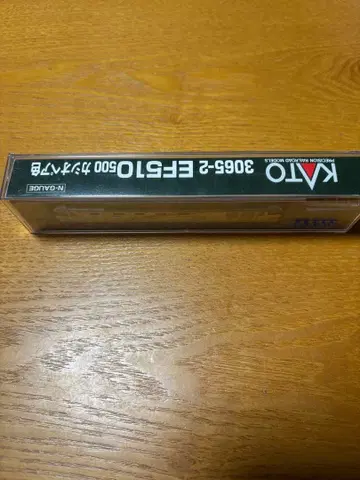 KATO
PRECISION RAILROAD MODELS
3065-2 EF510 500 カシオペア色
N-GAUGE